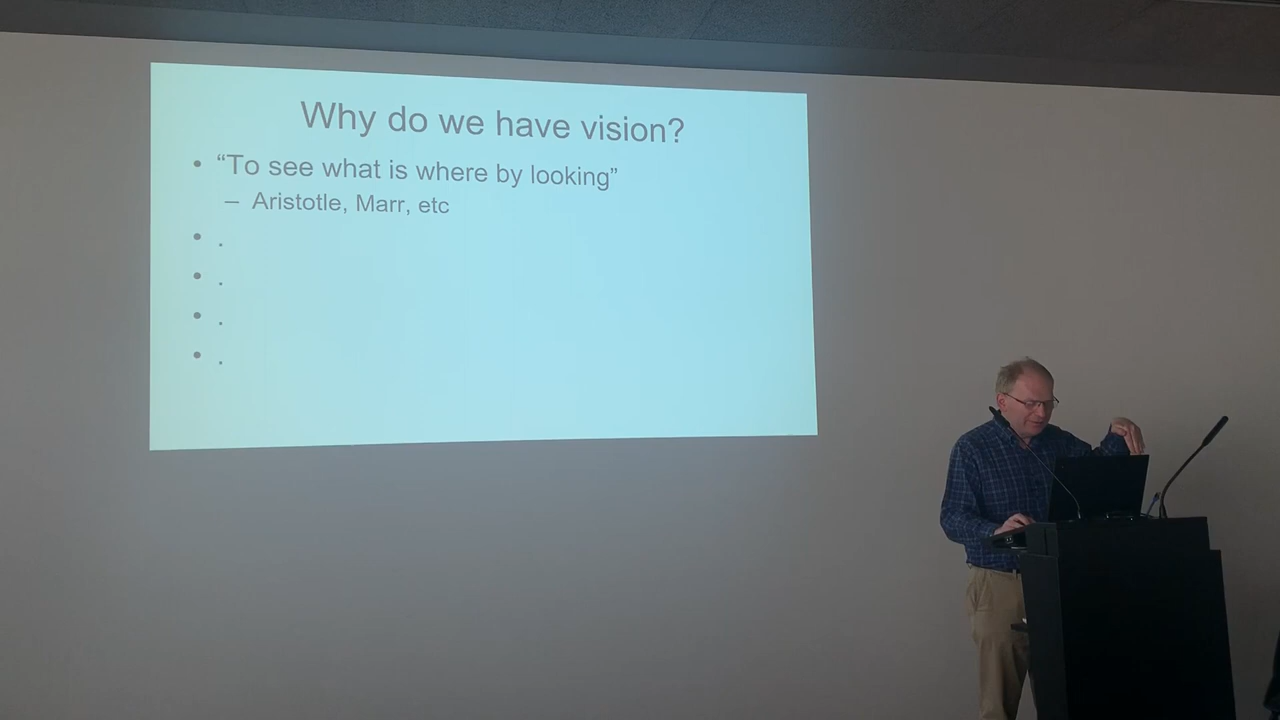 Why do we have vision?
• “To see what is where by looking”
– Aristotle, Marr, etc
• .
• .
• .
• .